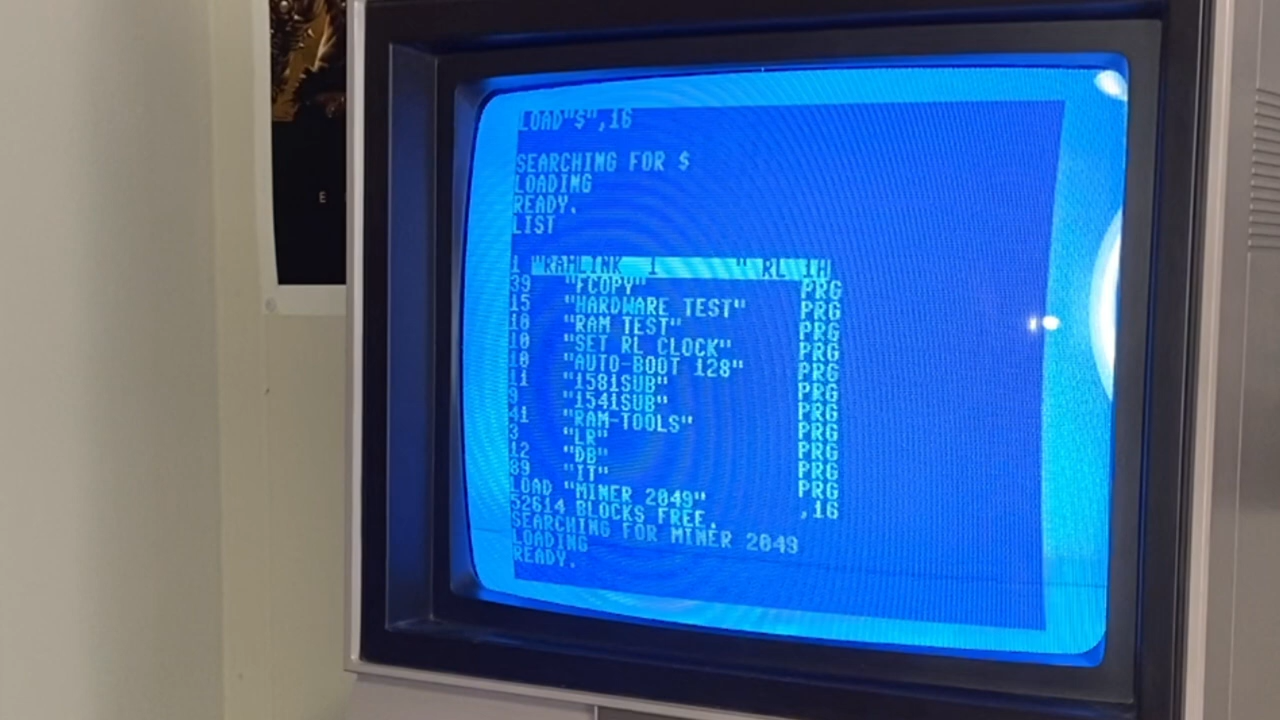 LOAD"$",16
SEARCHING FOR $
LOADING
READY.
LIST
1 "RAMLINK 1 " RL 1H
39 "FCOPY" PRG
15 "HARDWARE TEST" PRG
18 "RAM TEST" PRG
10 "SET RL CLOCK" PRG
10 "AUTO-BOOT 128" PRG
11 "1581SUB" PRG
9 "1541SUB" PRG
41 "RAM-TOOLS" PRG
3 "LR" PRG
12 "DB" PRG
89 "IT" PRG
LOAD "MINER 2049" ,16
52614 BLOCKS FREE.
SEARCHING FOR MINER 2049
LOADING
READY.
E